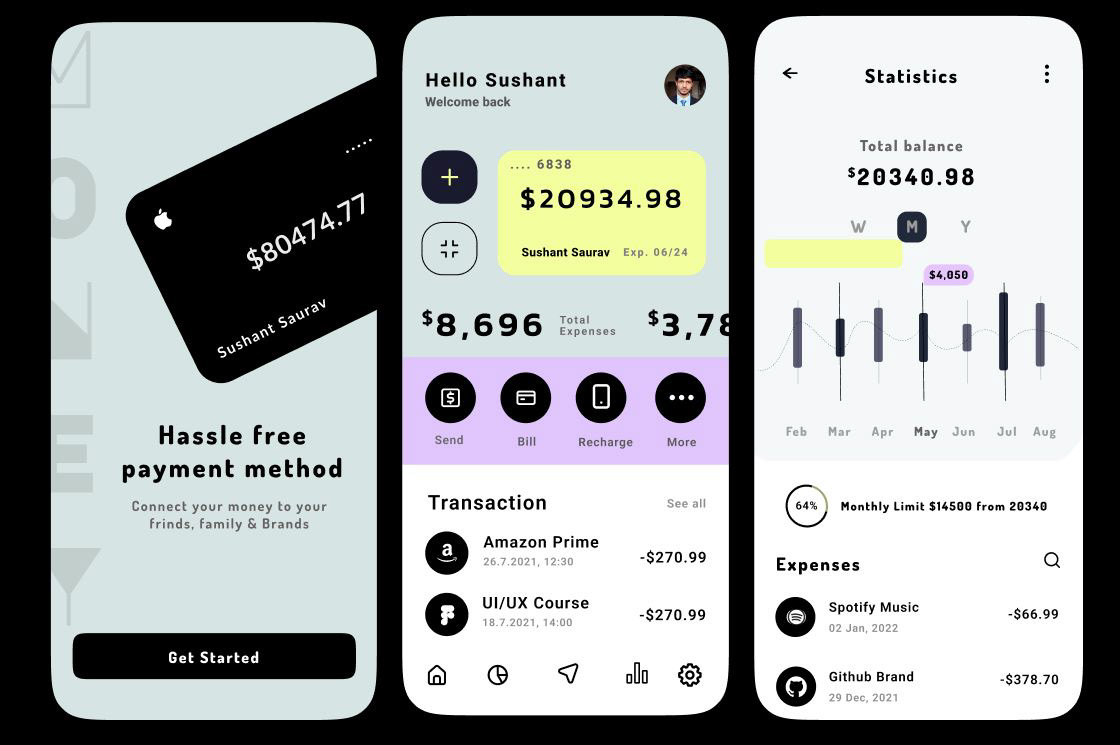 MONEY
.....
$80474.77
Sushant Saurav
Hassle free
payment method
Connect your money to your
frinds, family & Brands
Get Started
Hello Sushant
Welcome back
.... 6838
$20934.98
Sushant Saurav Exp. 06/24
$8,696 Total
Expenses
$3,78
Send Bill Recharge More
Transaction See all
Amazon Prime
26.7.2021, 12:30
-$270.99
UI/UX Course
18.7.2021, 14:00
-$270.99
Statistics
Total balance
$20340.98
W M Y
$4,050
Feb Mar Apr May Jun Jul Aug
64% Monthly Limit $14500 from 20340
Expenses
Spotify Music
02 Jan, 2022
-$66.99
Github Brand
29 Dec, 2021
-$378.70